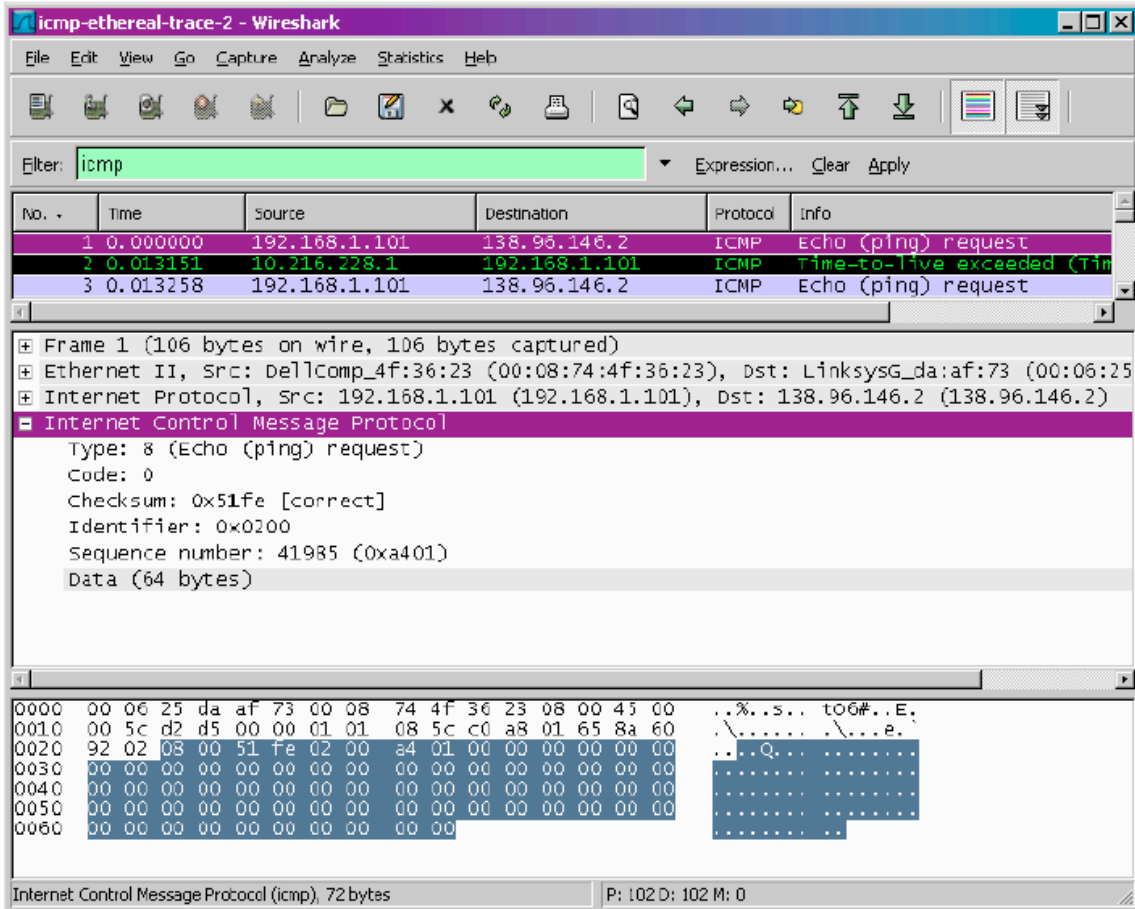 icmp-ethereal-trace-2 - Wireshark
File Edit View Go Capture Analyze Statistics Help
Filter: icmp Expression... Clear Apply
No. Time Source Destination Protocol Info
1 0.000000 192.168.1.101 138.96.146.2 ICMP Echo (ping) request
2 0.013151 10.216.228.1 192.168.1.101 ICMP Time-to-live exceeded (Tim
3 0.013258 192.168.1.101 138.96.146.2 ICMP Echo (ping) request
Frame 1 (106 bytes on wire, 106 bytes captured)
Ethernet II, Src: DellComp_4f:36:23 (00:08:74:4f:36:23), Dst: LinksysG_da:af:73 (00:06:25
Internet Protocol, Src: 192.168.1.101 (192.168.1.101), Dst: 138.96.146.2 (138.96.146.2)
Internet Control Message Protocol
Type: 8 (Echo (ping) request)
Code: 0
Checksum: 0x51fe [correct]
Identifier: 0x0200
Sequence number: 41985 (0xa401)
Data (64 bytes)
0000 00 06 25 da af 73 00 08 74 4f 36 23 08 00 45 00 ..%..s.. tO6#..E.
0010 00 5c d2 d5 00 00 01 01 08 5c c0 a8 01 65 8a 60 .\...... .\...e.`
0020 92 02 08 00 51 fe 02 00 a4 01 00 00 00 00 00 00 ....Q... ........
0030 00 00 00 00 00 00 00 00 00 00 00 00 00 00 00 00 ........ ........
0040 00 00 00 00 00 00 00 00 00 00 00 00 00 00 00 00 ........ ........
0050 00 00 00 00 00 00 00 00 00 00 00 00 00 00 00 00 ........ ........
0060 00 00 00 00 00 00 00 00 00 00 ........ ..
Internet Control Message Protocol (icmp), 72 bytes P: 102 D: 102 M: 0